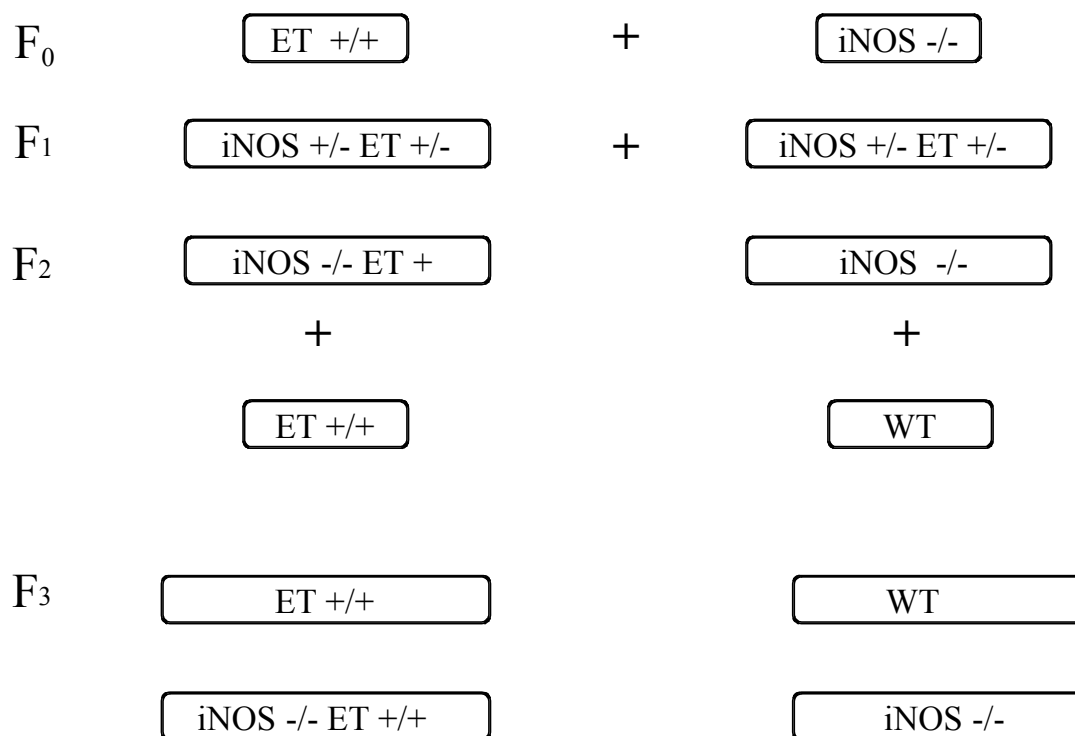 F0 ET +/+ + iNOS -/-
F1 iNOS +/- ET +/- + iNOS +/- ET +/-
F2 iNOS -/- ET + iNOS -/-
+ +
ET +/+ WT
F3 ET +/+ WT
iNOS -/- ET +/+ iNOS -/-